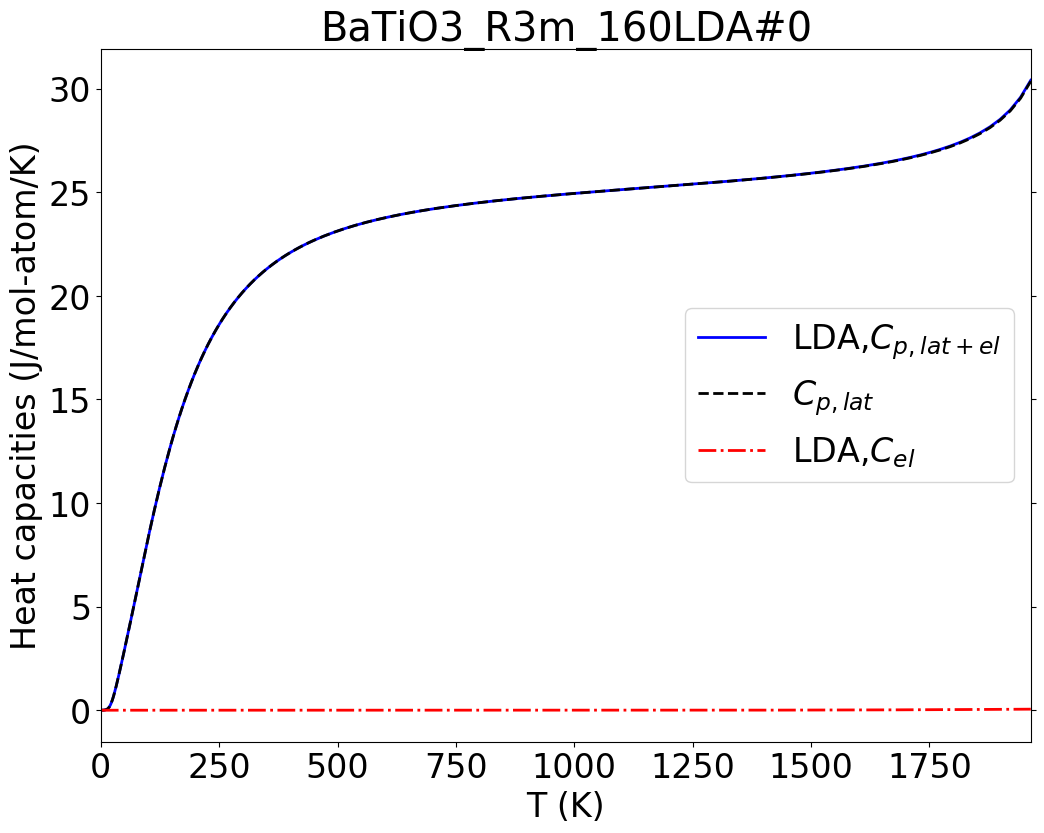 BaTiO3_R3m_160LDA#0
Heat capacities (J/mol-atom/K)
30
25
20
15
10
5
0
LDA,$C_{p,lat+el}$
$C_{p,lat}$
LDA,$C_{el}$
0 250 500 750 1000 1250 1500 1750
T (K)